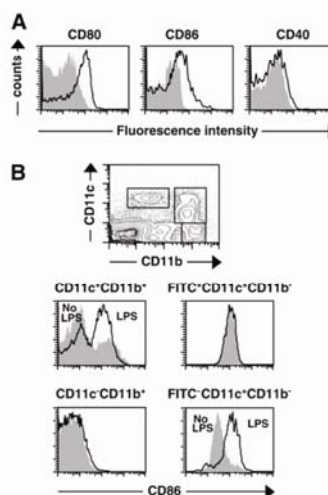 A
CD80 CD86 CD40
counts
Fluorescence intensity
B
CD11c
CD11b
CD11c⁺CD11b⁺ FITC⁺CD11c⁺CD11b⁻
No LPS LPS
CD11c⁻CD11b⁺ FITC⁻CD11c⁺CD11b⁻
No LPS LPS
CD86